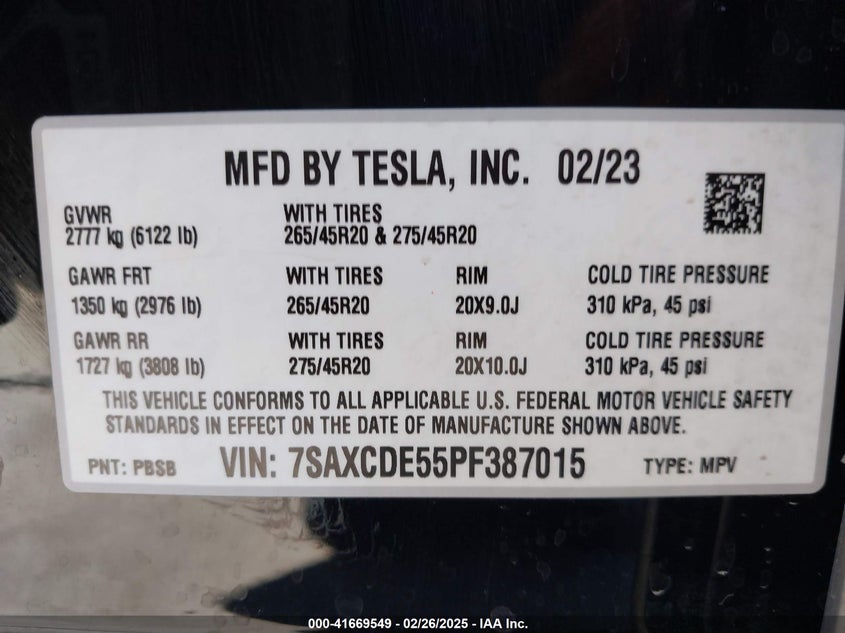 MFD BY TESLA, INC. 02/23
GVWR WITH TIRES
2777 kg (6122 lb) 265/45R20 & 275/45R20
GAWR FRT WITH TIRES RIM COLD TIRE PRESSURE
1350 kg (2976 lb) 265/45R20 20X9.0J 310 kPa, 45 psi
GAWR RR WITH TIRES RIM COLD TIRE PRESSURE
1727 kg (3808 lb) 275/45R20 20X10.0J 310 kPa, 45 psi
THIS VEHICLE CONFORMS TO ALL APPLICABLE U.S. FEDERAL MOTOR VEHICLE SAFETY
STANDARDS IN EFFECT ON THE DATE OF MANUFACTURE SHOWN ABOVE.
PNT: PBSB VIN: 7SAXCDE55PF387015 TYPE: MPV
000-41669549 - 02/26/2025 - IAA Inc.